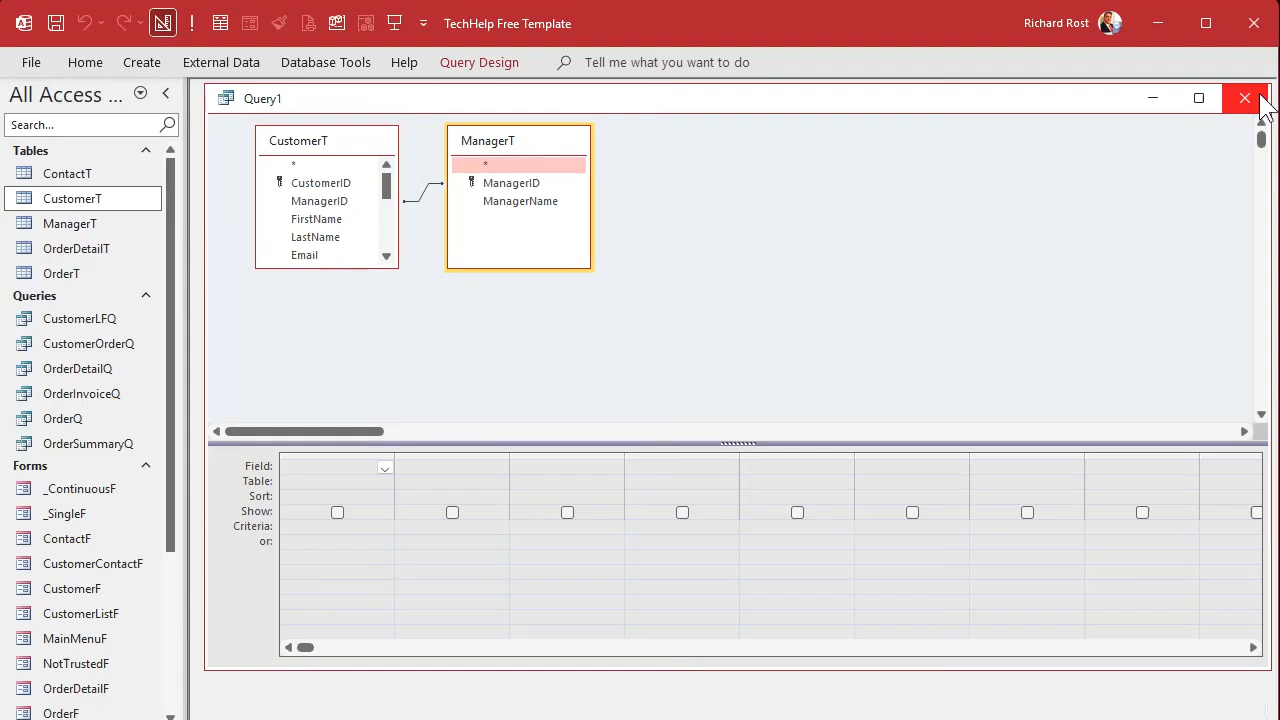 TechHelp Free Template
Richard Rost
File Home Create External Data Database Tools Help Query Design Tell me what you want to do
All Access ...
Search...
Tables
ContactT
CustomerT
ManagerT
OrderDetailT
OrderT
Queries
CustomerLFQ
CustomerOrderQ
OrderDetailQ
OrderInvoiceQ
OrderQ
OrderSummaryQ
Forms
_ContinuousF
_SingleF
ContactF
CustomerContactF
CustomerF
CustomerListF
MainMenuF
NotTrustedF
OrderDetailF
OrderF
Query1
CustomerT
*
CustomerID
ManagerID
FirstName
LastName
Email
ManagerT
*
ManagerID
ManagerName
Field:
Table:
Sort:
Show:
Criteria:
or: